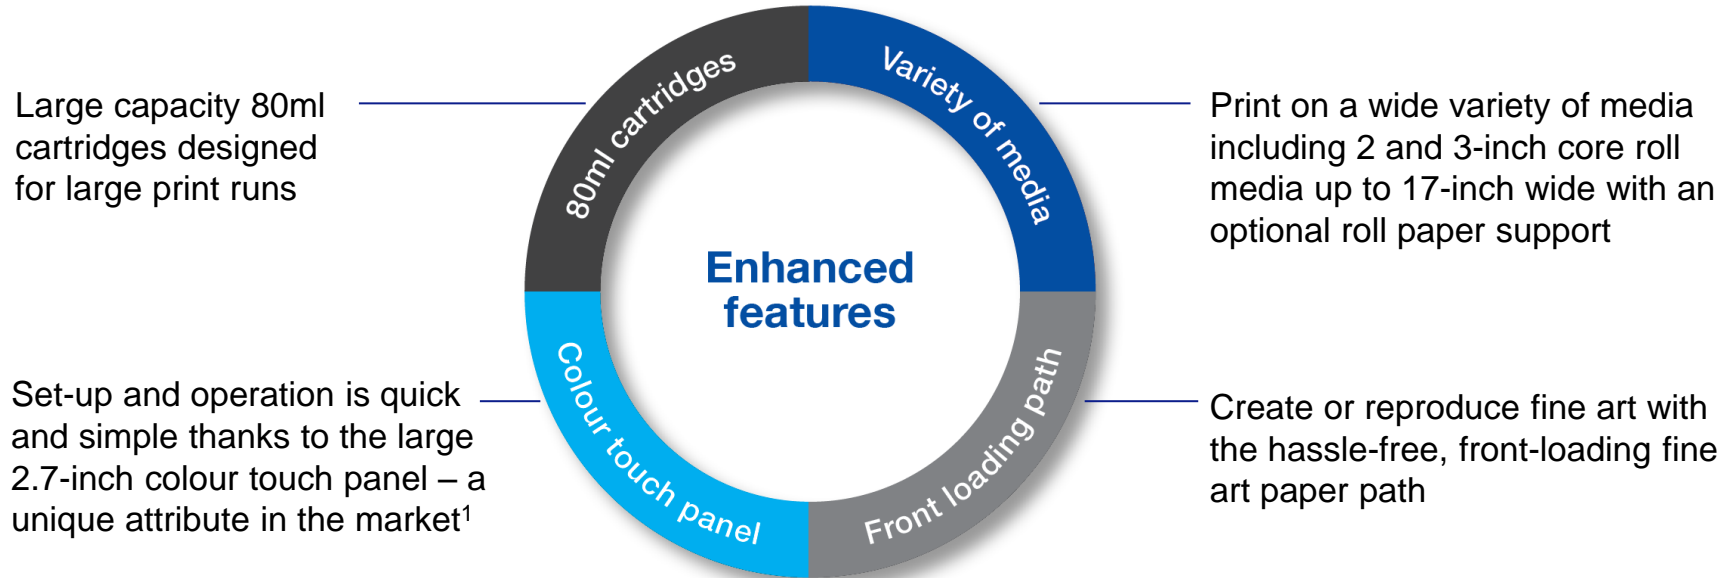 80ml cartridges
Variety of media
Large capacity 80ml
cartridges designed
for large print runs
Print on a wide variety of media
including 2 and 3-inch core roll
media up to 17-inch wide with an
optional roll paper support
Enhanced
features
Colour touch panel
Front loading path
Set-up and operation is quick
and simple thanks to the large
2.7-inch colour touch panel – a
unique attribute in the market¹
Create or reproduce fine art with
the hassle-free, front-loading fine
art paper path